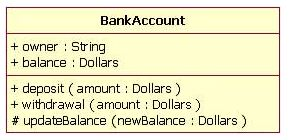 BankAccount
+ owner : String
+ balance : Dollars
+ deposit ( amount : Dollars )
+ withdrawal ( amount : Dollars )
# updateBalance ( newBalance : Dollars )